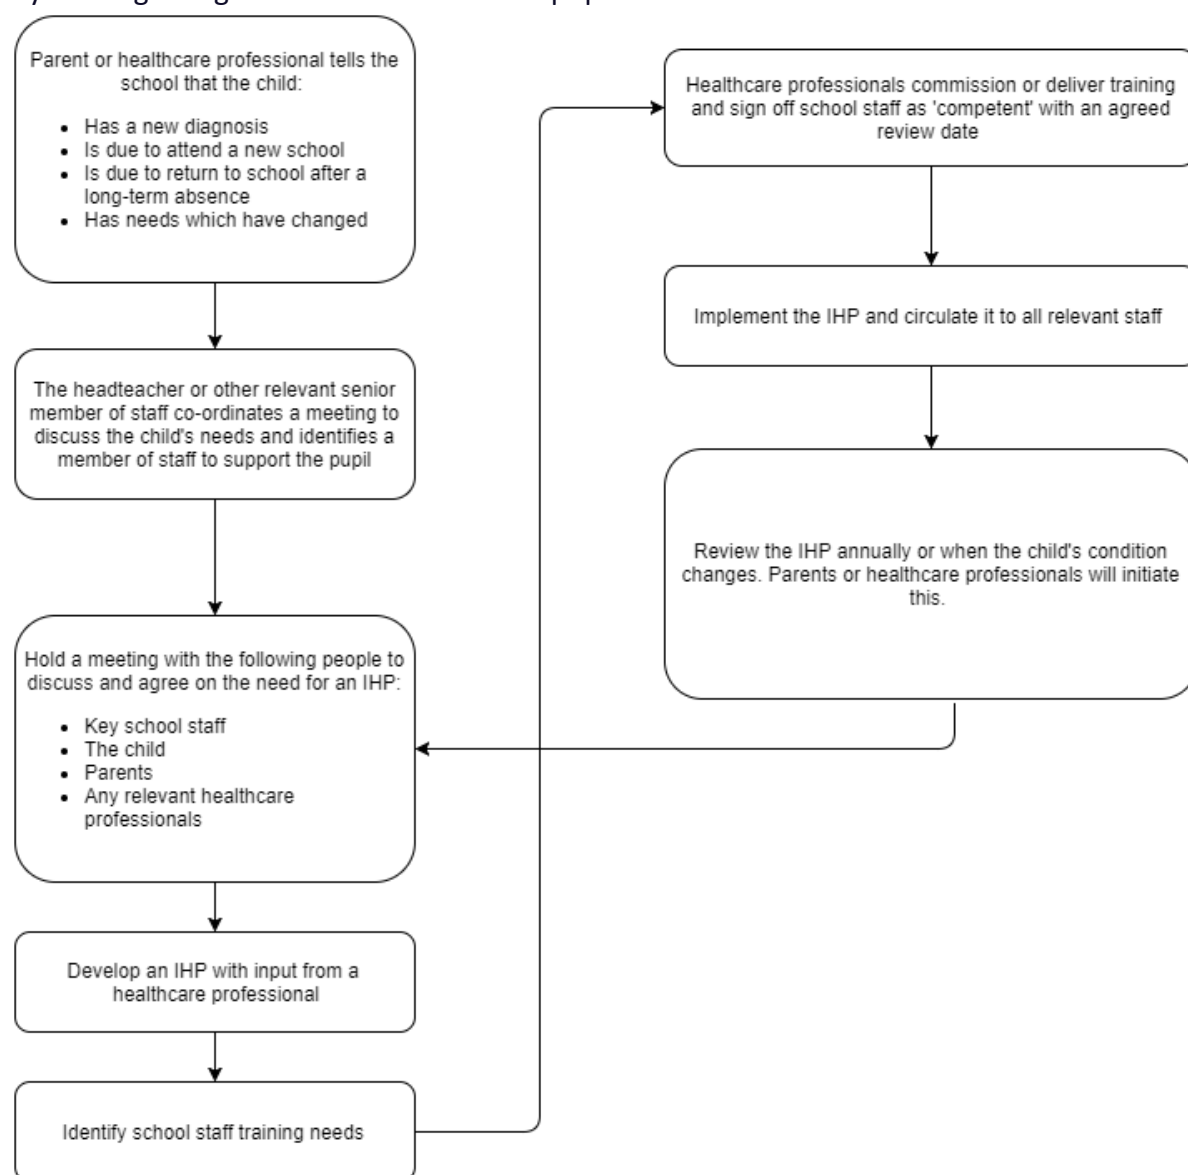 Parent or healthcare professional tells the
school that the child:
• Has a new diagnosis
• Is due to attend a new school
• Is due to return to school after a
long-term absence
• Has needs which have changed
The headteacher or other relevant senior
member of staff co-ordinates a meeting to
discuss the child's needs and identifies a
member of staff to support the pupil
Hold a meeting with the following people to
discuss and agree on the need for an IHP:
• Key school staff
• The child
• Parents
• Any relevant healthcare
professionals
Develop an IHP with input from a
healthcare professional
Identify school staff training needs
Healthcare professionals commission or deliver training
and sign off school staff as 'competent' with an agreed
review date
Implement the IHP and circulate it to all relevant staff
Review the IHP annually or when the child's condition
changes. Parents or healthcare professionals will initiate
this.